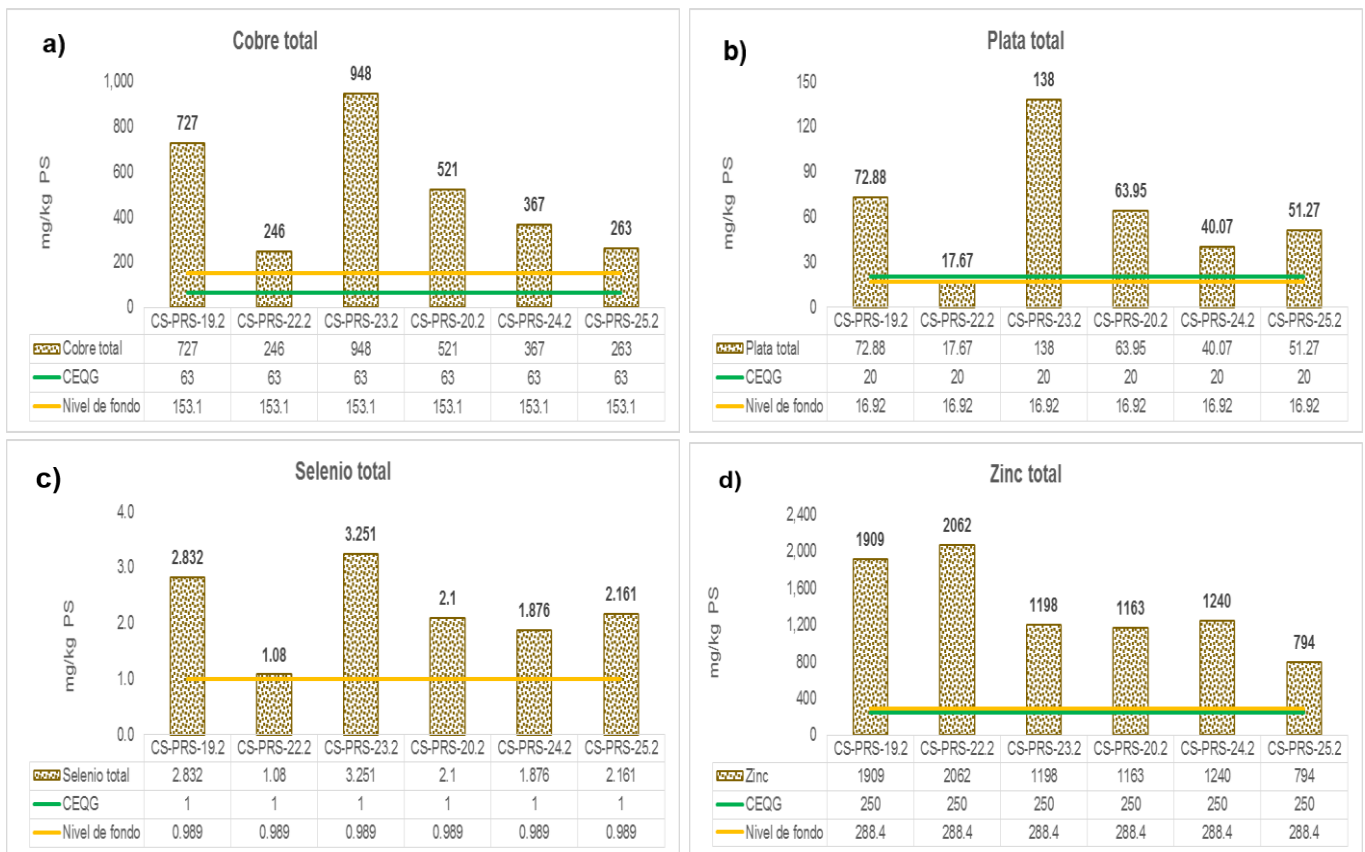 a)
Cobre total
mg/kg PS
1,000
800
600
400
200
0
727
246
948
521
367
263
CS-PRS-19.2 CS-PRS-22.2 CS-PRS-23.2 CS-PRS-20.2 CS-PRS-24.2 CS-PRS-25.2
Cobre total 727 246 948 521 367 263
CEQG 63 63 63 63 63 63
Nivel de fondo 153.1 153.1 153.1 153.1 153.1 153.1
b)
Plata total
mg/kg PS
150
120
90
60
30
0
72.88
17.67
138
63.95
40.07
51.27
CS-PRS-19.2 CS-PRS-22.2 CS-PRS-23.2 CS-PRS-20.2 CS-PRS-24.2 CS-PRS-25.2
Plata total 72.88 17.67 138 63.95 40.07 51.27
CEQG 20 20 20 20 20 20
Nivel de fondo 16.92 16.92 16.92 16.92 16.92 16.92
c)
Selenio total
mg/kg PS
4.0
3.0
2.0
1.0
0.0
2.832
1.08
3.251
2.1
1.876
2.161
CS-PRS-19.2 CS-PRS-22.2 CS-PRS-23.2 CS-PRS-20.2 CS-PRS-24.2 CS-PRS-25.2
Selenio total 2.832 1.08 3.251 2.1 1.876 2.161
CEQG 1 1 1 1 1 1
Nivel de fondo 0.989 0.989 0.989 0.989 0.989 0.989
d)
Zinc total
mg/kg PS
2,400
2,000
1,600
1,200
800
400
0
1909
2062
1198
1163
1240
794
CS-PRS-19.2 CS-PRS-22.2 CS-PRS-23.2 CS-PRS-20.2 CS-PRS-24.2 CS-PRS-25.2
Zinc 1909 2062 1198 1163 1240 794
CEQG 250 250 250 250 250 250
Nivel de fondo 288.4 288.4 288.4 288.4 288.4 288.4